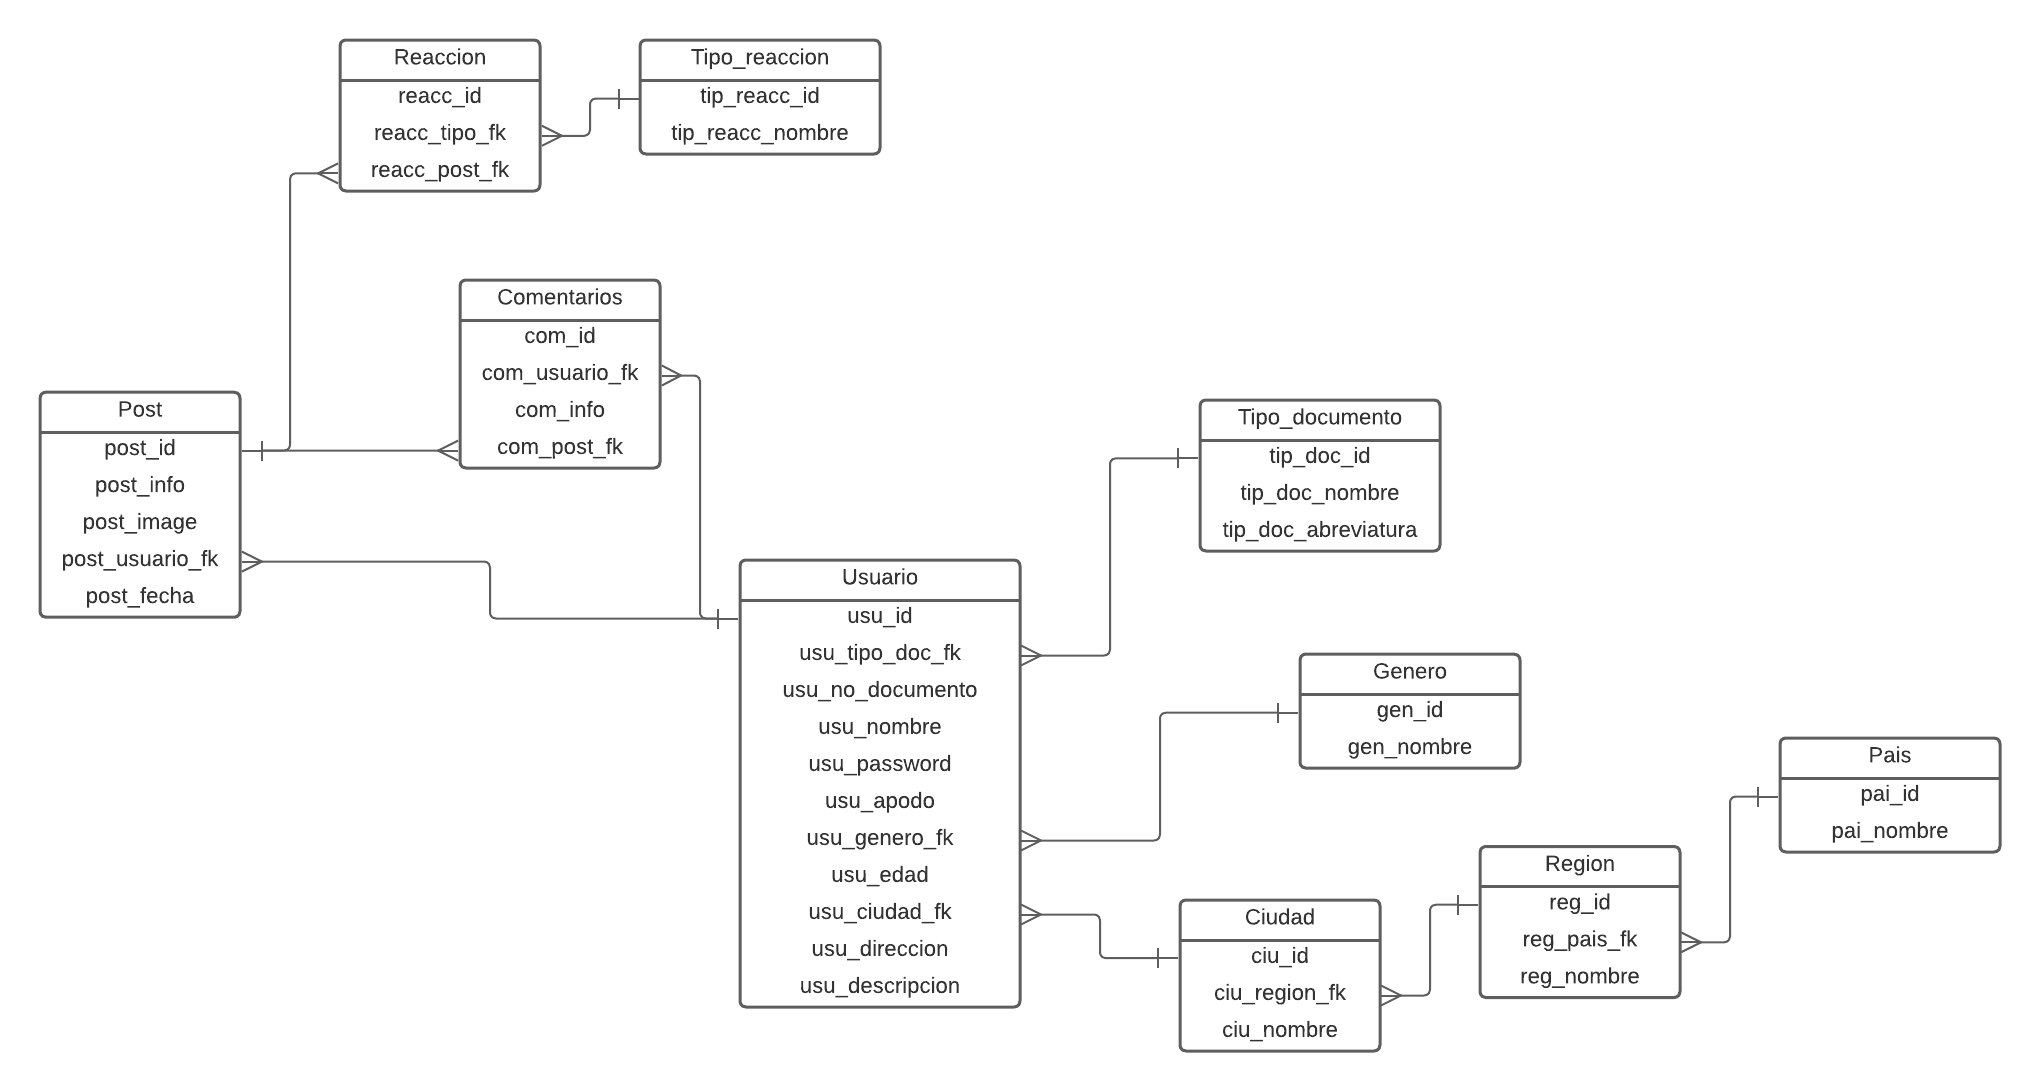 Reaccion
reacc_id
reacc_tipo_fk
reacc_post_fk
Tipo_reaccion
tip_reacc_id
tip_reacc_nombre
Comentarios
com_id
com_usuario_fk
com_info
com_post_fk
Post
post_id
post_info
post_image
post_usuario_fk
post_fecha
Tipo_documento
tip_doc_id
tip_doc_nombre
tip_doc_abreviatura
Usuario
usu_id
usu_tipo_doc_fk
usu_no_documento
usu_nombre
usu_password
usu_apodo
usu_genero_fk
usu_edad
usu_ciudad_fk
usu_direccion
usu_descripcion
Genero
gen_id
gen_nombre
Pais
pai_id
pai_nombre
Region
reg_id
reg_pais_fk
reg_nombre
Ciudad
ciu_id
ciu_region_fk
ciu_nombre